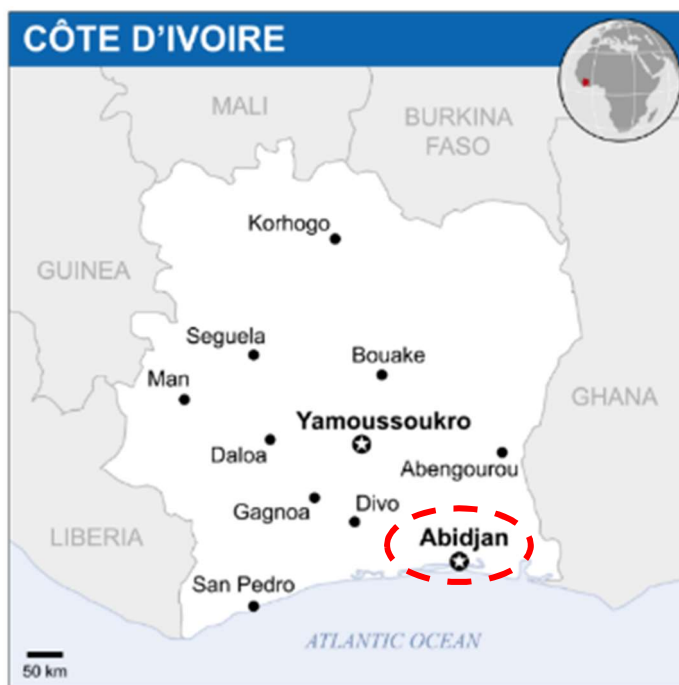 CÔTE D'IVOIRE
MALI
BURKINA
FASO
Korhogo
GUINEA
Seguela
Bouake
Man
GHANA
Yamoussoukro
Daloa
Abengourou
Gagnoa
Divo
LIBERIA
Abidjan
San Pedro
ATLANTIC OCEAN
50 km